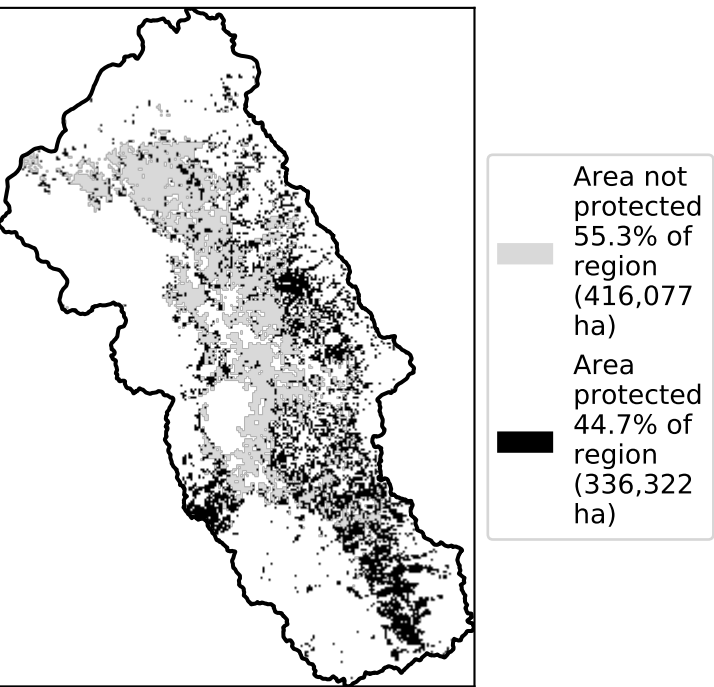 Area not
protected
55.3% of
region
(416,077
ha)
Area
protected
44.7% of
region
(336,322
ha)